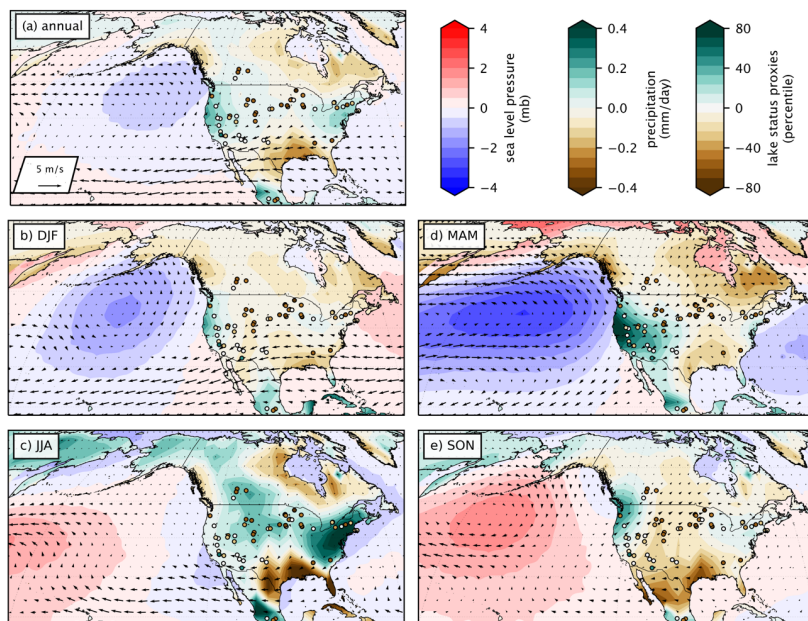 (a) annual
5 m/s
4
2
0
−2
−4
sea level pressure
(mb)
0.4
0.2
0.0
−0.2
−0.4
precipitation
(mm/day)
80
40
0
−40
−80
lake status proxies
(percentile)
b) DJF
d) MAM
c) JJA
e) SON